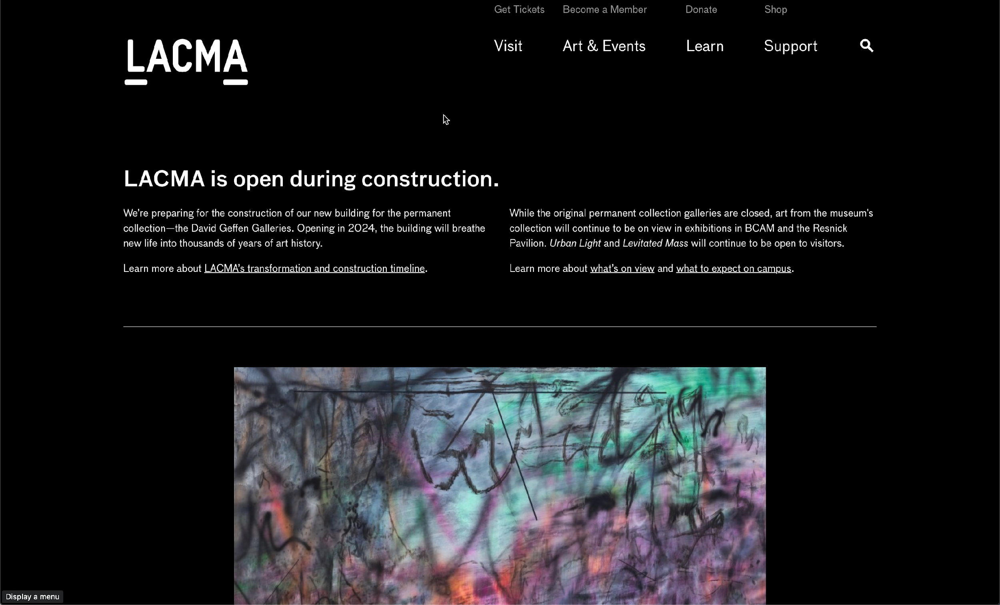 Get Tickets Become a Member Donate Shop
LACMA
Visit Art & Events Learn Support
LACMA is open during construction.
We're preparing for the construction of our new building for the permanent
collection—the David Geffen Galleries. Opening in 2024, the building will breathe
new life into thousands of years of art history.
Learn more about LACMA's transformation and construction timeline.
While the original permanent collection galleries are closed, art from the museum's
collection will continue to be on view in exhibitions in BCAM and the Resnick
Pavilion. Urban Light and Levitated Mass will continue to be open to visitors.
Learn more about what's on view and what to expect on campus.
Display a menu